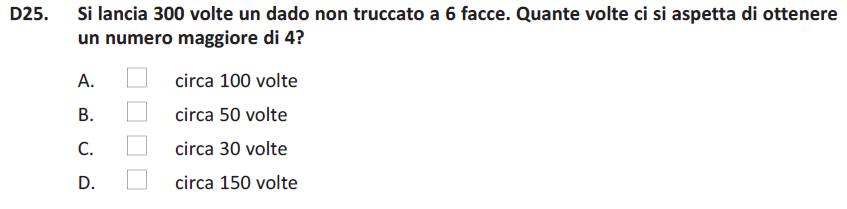 D25. Si lancia 300 volte un dado non truccato a 6 facce. Quante volte ci si aspetta di ottenere
un numero maggiore di 4?
A. circa 100 volte
B. circa 50 volte
C. circa 30 volte
D. circa 150 volte